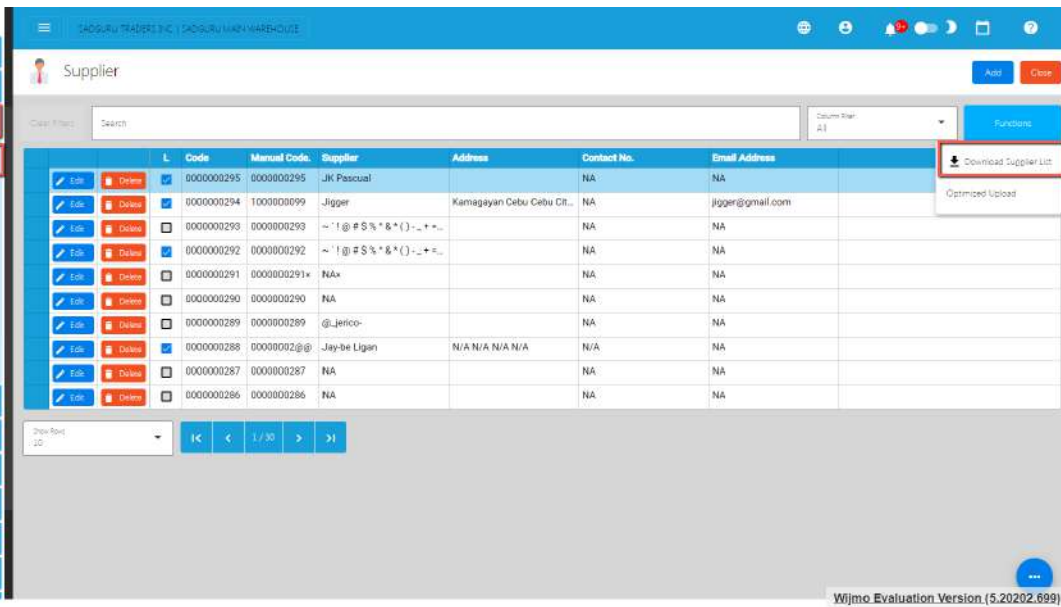 SADGURU TRADERS INC | SADGURU MAIN WAREHOUSE 9+
Supplier Add Close
Clear Filters Search Column Filter All Functions
Download Supplier List
Optimized Upload
L Code Manual Code. Supplier Address Contact No. Email Address
Edit Delete 0000000295 0000000295 JK Pascual NA NA
Edit Delete 0000000294 1000000099 Jigger Kamagayan Cebu Cebu Cit... NA jigger@gmail.com
Edit Delete 0000000293 0000000293 ~`!@#$%*&*()-_+=... NA NA
Edit Delete 0000000292 0000000292 ~`!@#$%*&*()-_+=... NA NA
Edit Delete 0000000291 0000000291× NA× NA NA
Edit Delete 0000000290 0000000290 NA NA NA
Edit Delete 0000000289 0000000289 @_jerico- NA NA
Edit Delete 0000000288 00000002@@ Jay-be Ligan N/A N/A N/A N/A N/A NA
Edit Delete 0000000287 0000000287 NA NA NA
Edit Delete 0000000286 0000000286 NA NA NA
Show Rows
10 1 / 30
Wijmo Evaluation Version (5.20202.699)